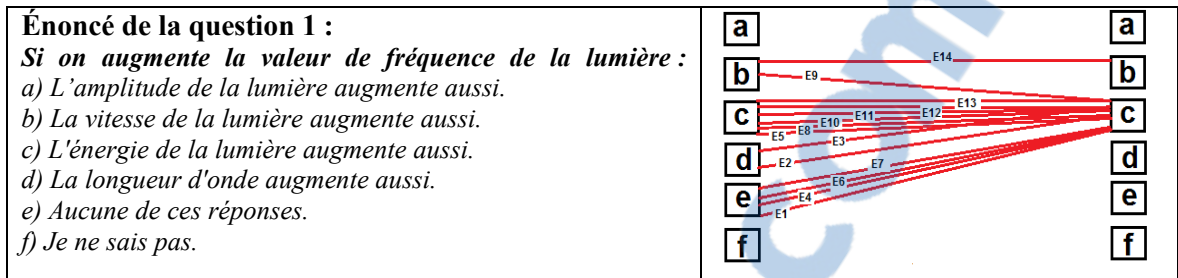 Énoncé de la question 1 :
Si on augmente la valeur de fréquence de la lumière :
a) L'amplitude de la lumière augmente aussi.
b) La vitesse de la lumière augmente aussi.
c) L'énergie de la lumière augmente aussi.
d) La longueur d'onde augmente aussi.
e) Aucune de ces réponses.
f) Je ne sais pas.
a a
E14
b b
E9
E13
c E11 E12 c
E10
E5 E8
E3
d d
E2 E7
E6
e E4 e
E1
f f
com